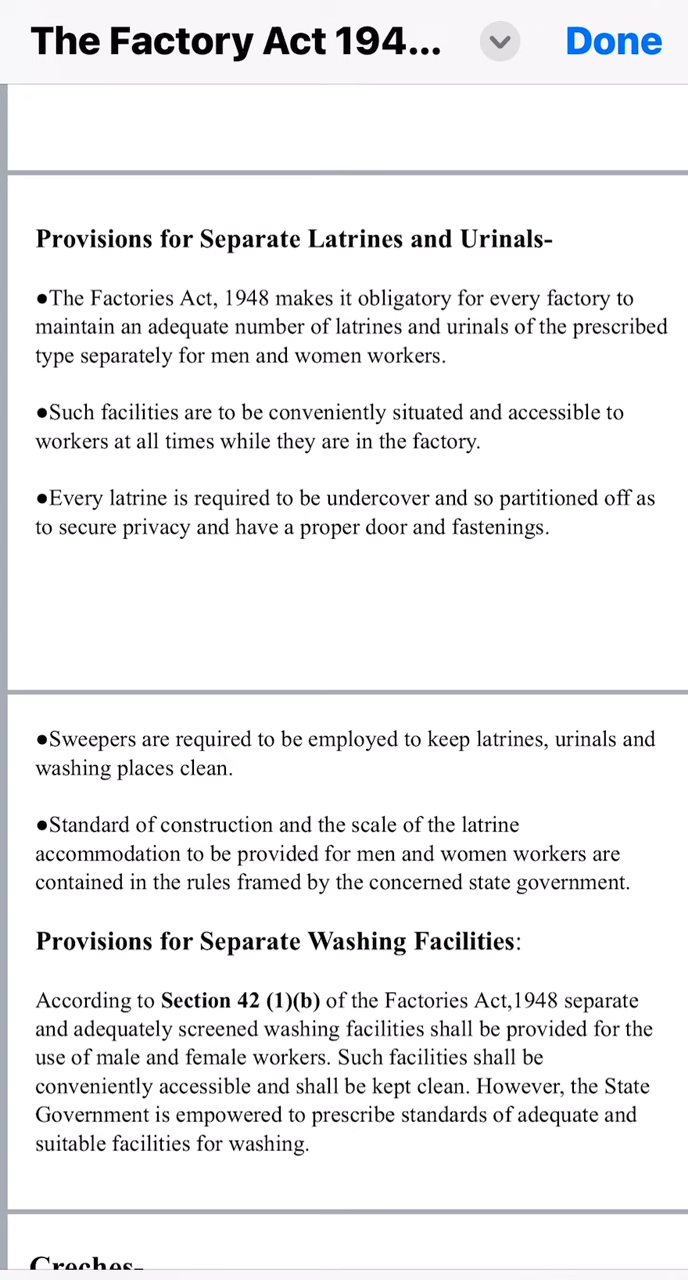 The Factory Act 194...
Done
Provisions for Separate Latrines and Urinals-
●The Factories Act, 1948 makes it obligatory for every factory to
maintain an adequate number of latrines and urinals of the prescribed
type separately for men and women workers.
●Such facilities are to be conveniently situated and accessible to
workers at all times while they are in the factory.
●Every latrine is required to be undercover and so partitioned off as
to secure privacy and have a proper door and fastenings.
●Sweepers are required to be employed to keep latrines, urinals and
washing places clean.
●Standard of construction and the scale of the latrine
accommodation to be provided for men and women workers are
contained in the rules framed by the concerned state government.
Provisions for Separate Washing Facilities:
According to Section 42 (1)(b) of the Factories Act,1948 separate
and adequately screened washing facilities shall be provided for the
use of male and female workers. Such facilities shall be
conveniently accessible and shall be kept clean. However, the State
Government is empowered to prescribe standards of adequate and
suitable facilities for washing.
Creches-